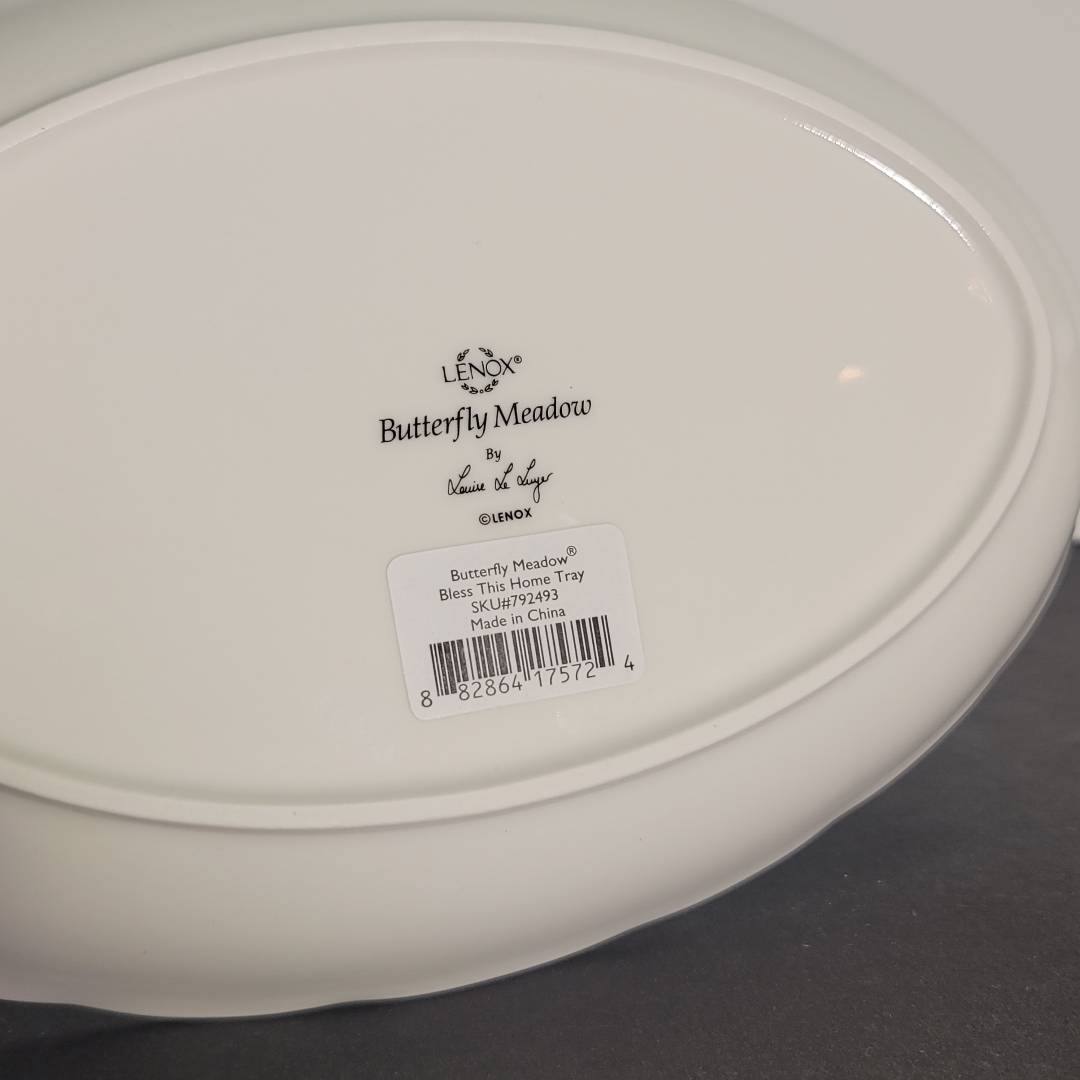 LENOX®
Butterfly Meadow
By
Louise Le Luyer
©LENOX
Butterfly Meadow®
Bless This Home Tray
SKU#792493
Made in China
8 82864 17572 4